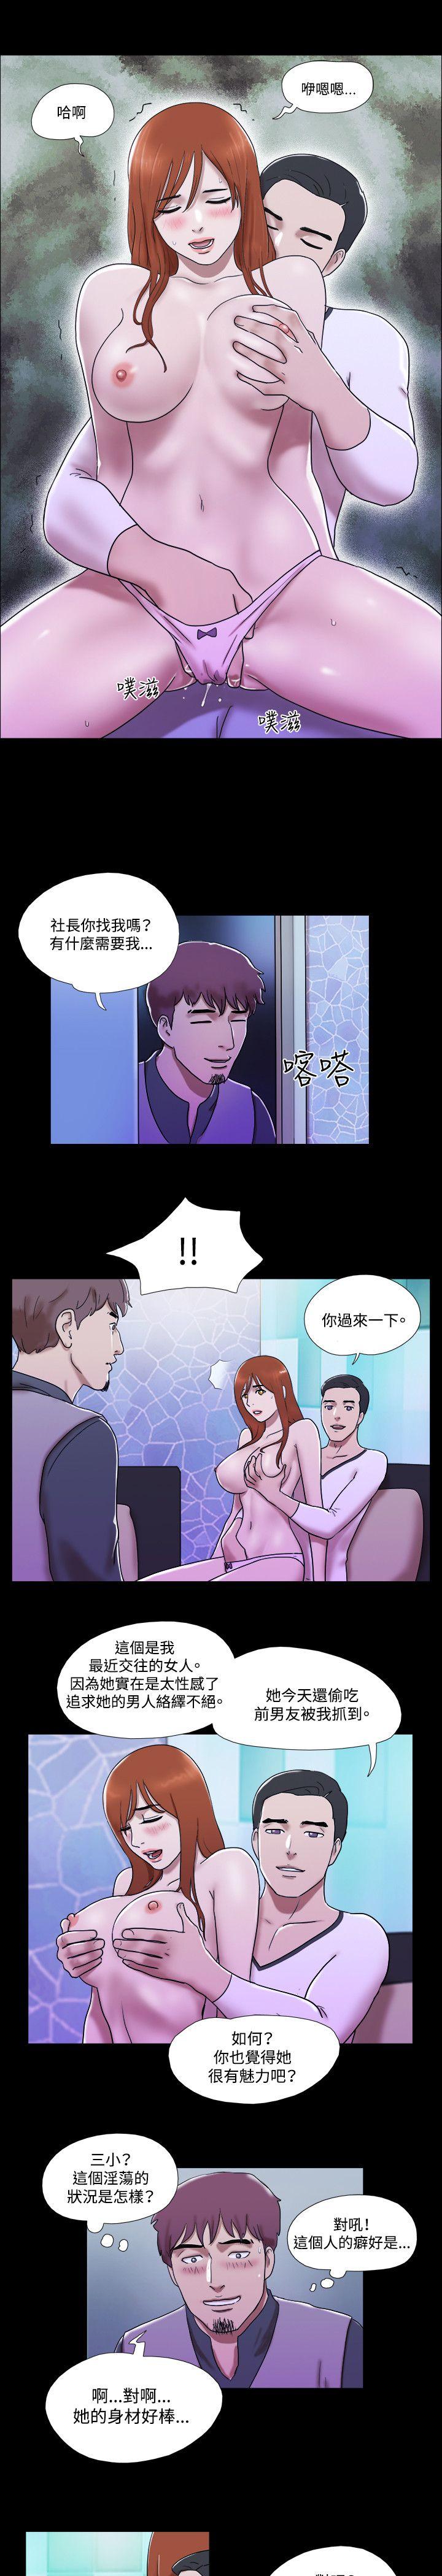 哈啊
咿嗯嗯...
噗滋
噗滋
社長你找我嗎?
有什麼需要我...
喀嗒
!!
你過來一下。
這個是我
最近交往的女人。
因為她實在是太性感了
追求她的男人絡繹不絕。
她今天還偷吃
前男友被我抓到。
如何?
你也覺得她
很有魅力吧?
三小?
這個淫蕩的
狀況是怎樣?
對吼!
這個人的癖好是...
啊...對啊...
她的身材好棒...